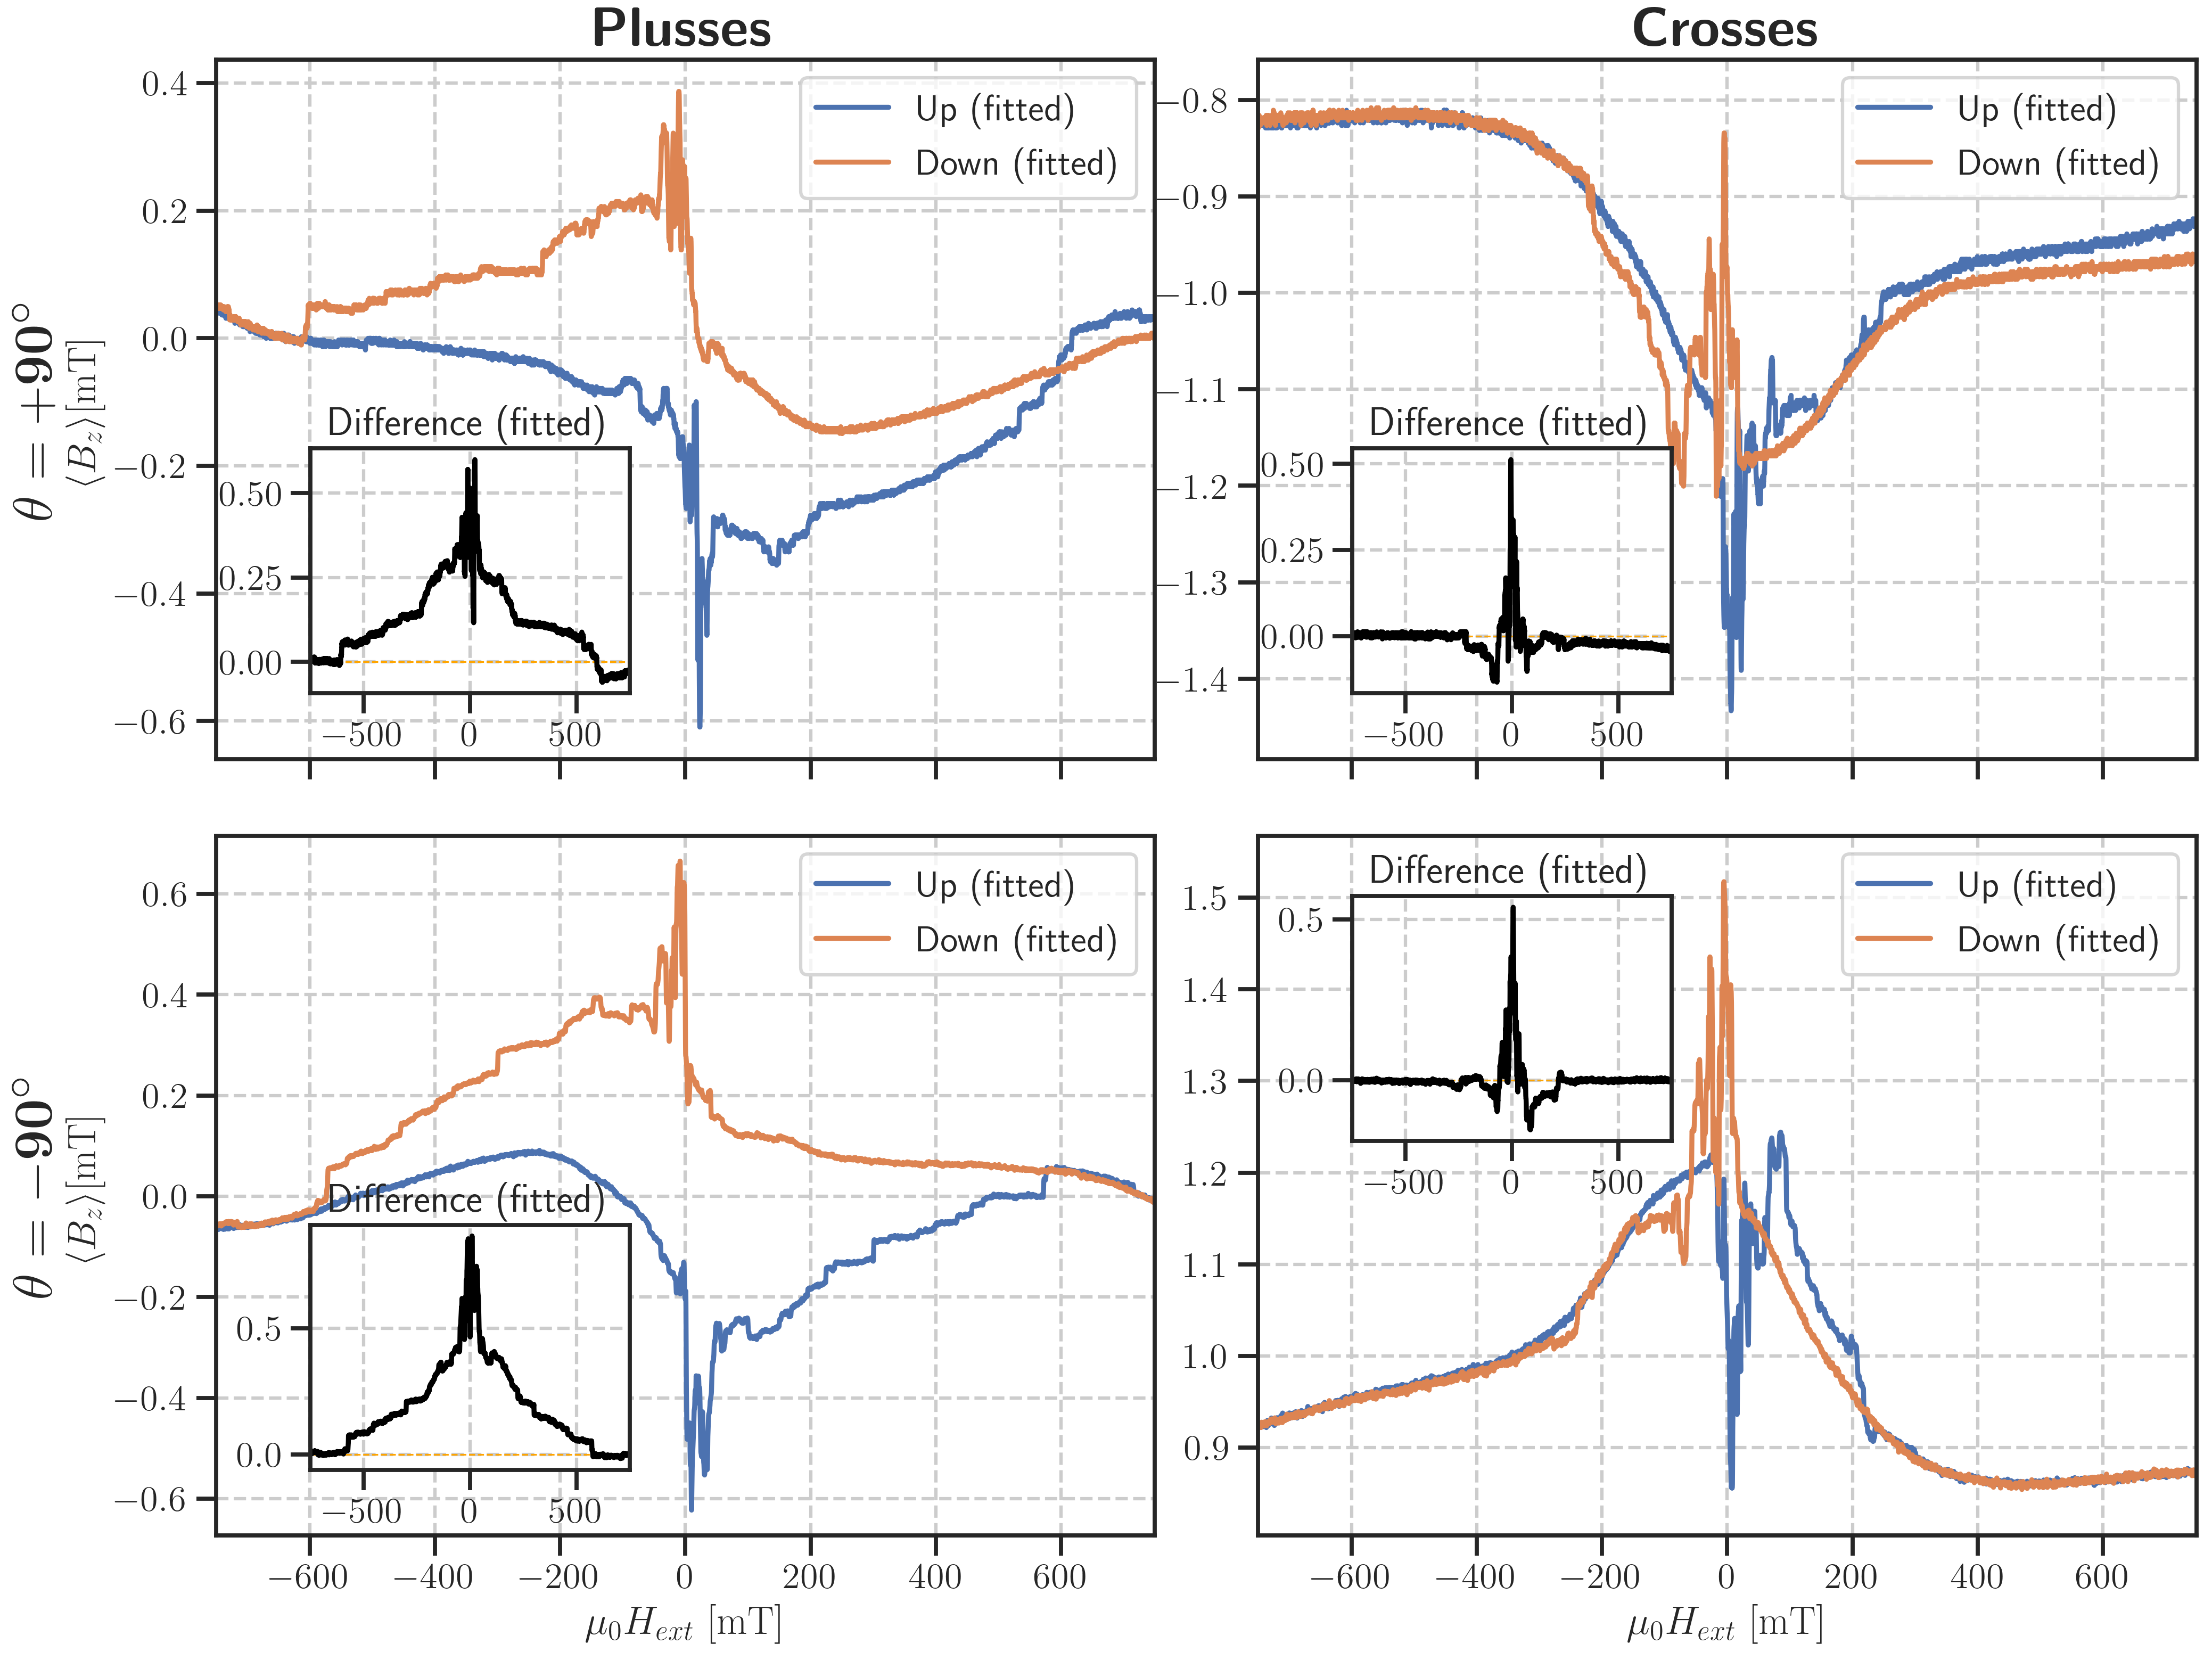 Plusses
Crosses
θ = +90°
⟨B_z⟩[mT]
0.4
0.2
0.0
−0.2
−0.4
−0.6
Up (fitted)
Down (fitted)
Difference (fitted)
0.50
0.25
0.00
−500 0 500
−0.8
−0.9
−1.0
−1.1
−1.2
−1.3
−1.4
Up (fitted)
Down (fitted)
Difference (fitted)
0.50
0.25
0.00
−500 0 500
θ = −90°
⟨B_z⟩[mT]
0.6
0.4
0.2
0.0
−0.2
−0.4
−0.6
Up (fitted)
Down (fitted)
Difference (fitted)
0.5
0.0
−500 0 500
−600 −400 −200 0 200 400 600
μ₀H_ext [mT]
1.5
1.4
1.3
1.2
1.1
1.0
0.9
Difference (fitted)
0.5
0.0
−500 0 500
Up (fitted)
Down (fitted)
−600 −400 −200 0 200 400 600
μ₀H_ext [mT]